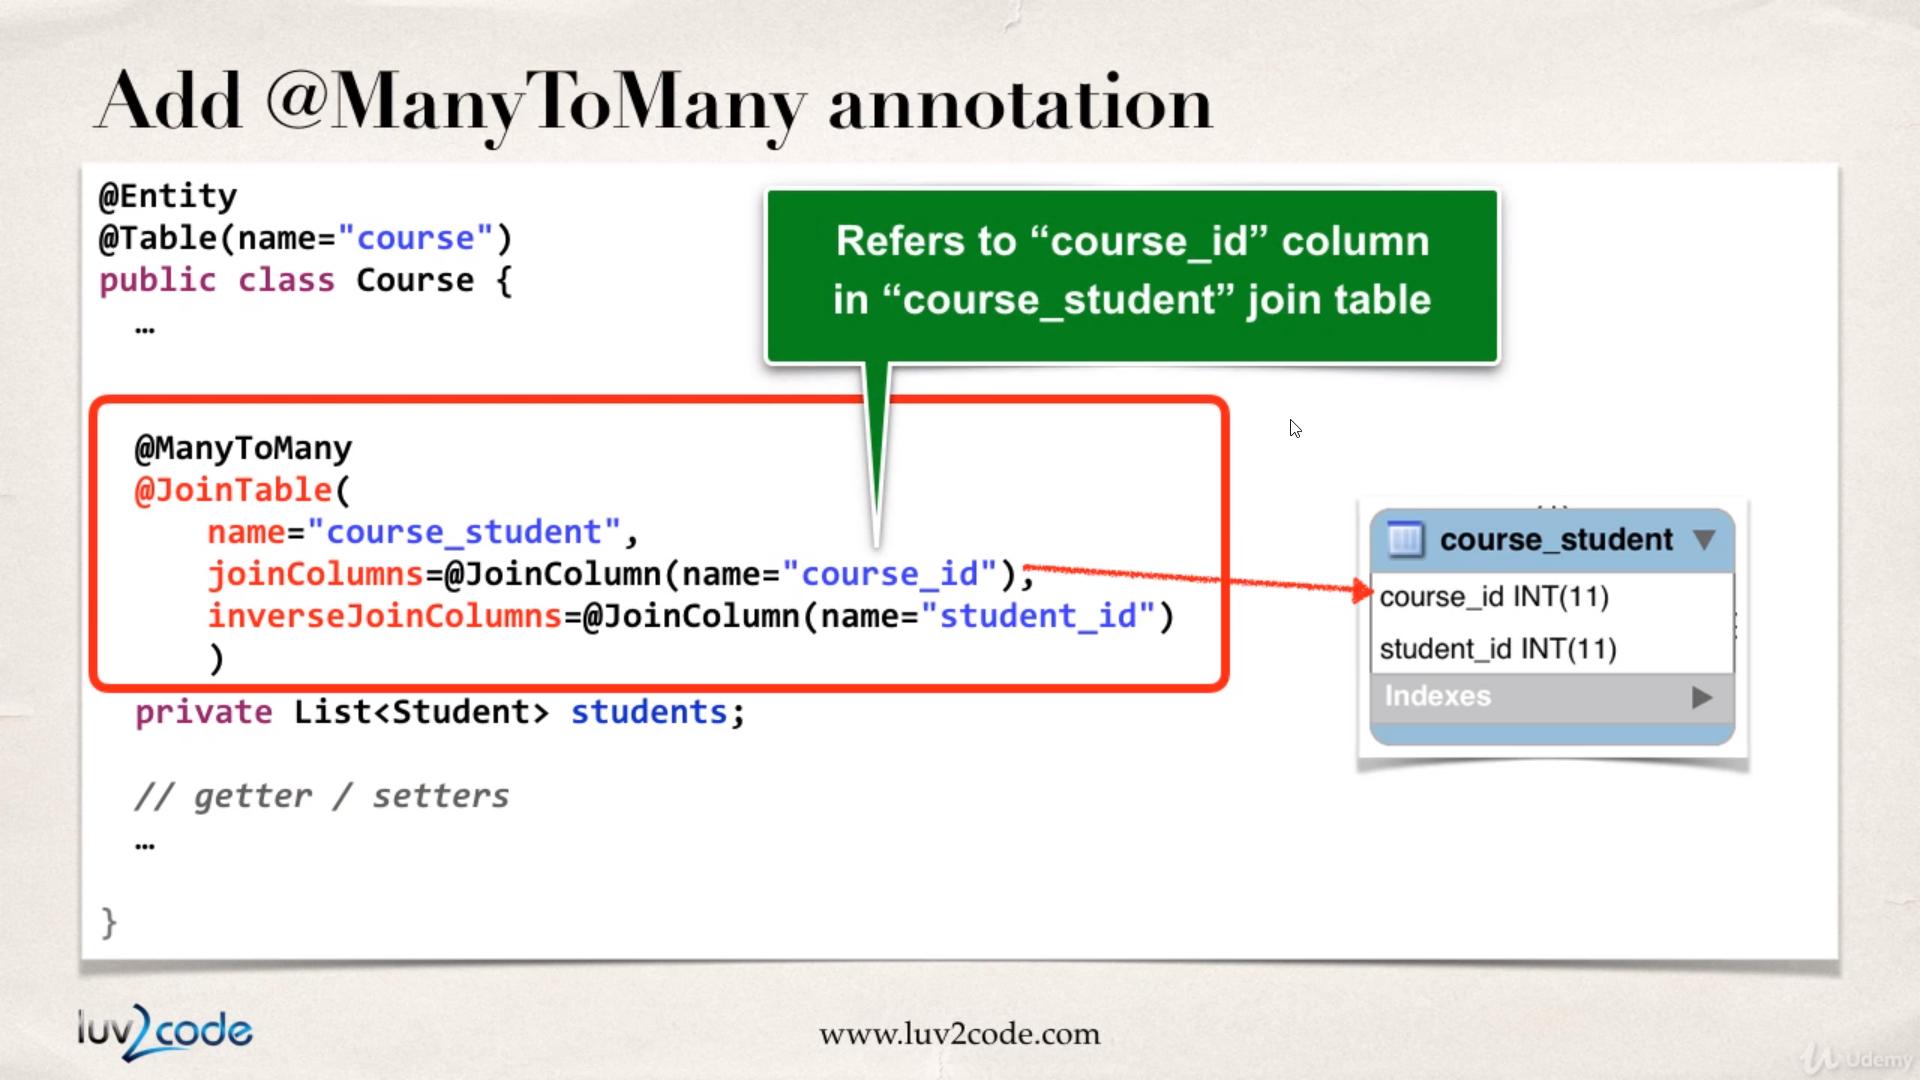 Add @ManyToMany annotation
@Entity
@Table(name="course")
public class Course {
…
Refers to “course_id” column
in “course_student” join table
@ManyToMany
@JoinTable(
name="course_student",
joinColumns=@JoinColumn(name="course_id"),
inverseJoinColumns=@JoinColumn(name="student_id")
)
private List<Student> students;
// getter / setters
…
}
course_student
course_id INT(11)
student_id INT(11)
Indexes
luv2code
www.luv2code.com
Udemy